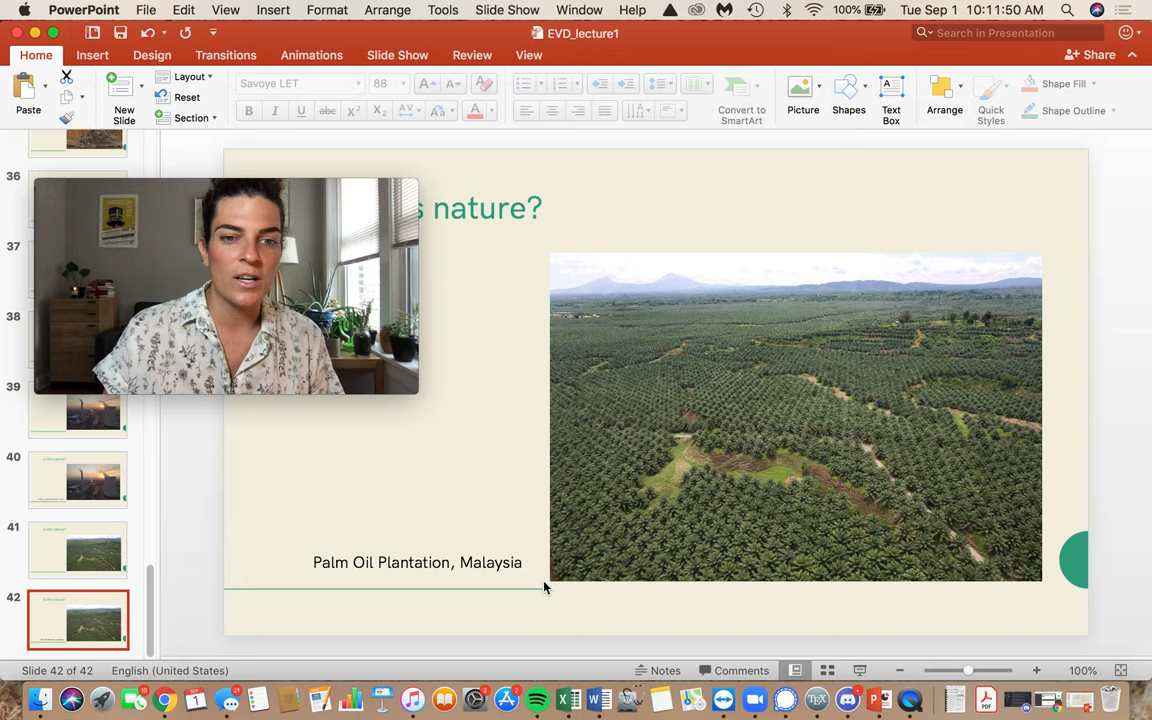 PowerPoint File Edit View Insert Format Arrange Tools Slide Show Window Help 100% Tue Sep 1 10:11:50 AM
EVD_lecture1
Search in Presentation
Home Insert Design Transitions Animations Slide Show Review View
Share
Paste
New Slide
Layout
Reset
Section
Savoye LET
88
Convert to SmartArt
Picture
Shapes
Text Box
Arrange
Quick Styles
Shape Fill
Shape Outline
36
37
38
39
40
41
42
s nature?
Palm Oil Plantation, Malaysia
Slide 42 of 42 English (United States)
Notes
Comments
100%